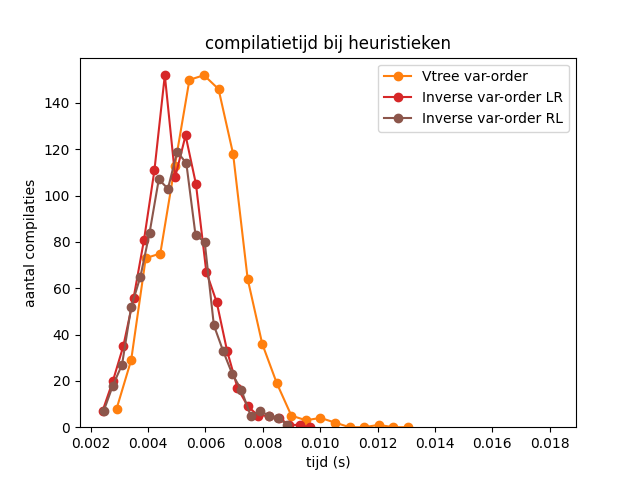 compilatietijd bij heuristieken
Vtree var-order
Inverse var-order LR
Inverse var-order RL
aantal compilaties
140
120
100
80
60
40
20
0
0.002 0.004 0.006 0.008 0.010 0.012 0.014 0.016 0.018
tijd (s)